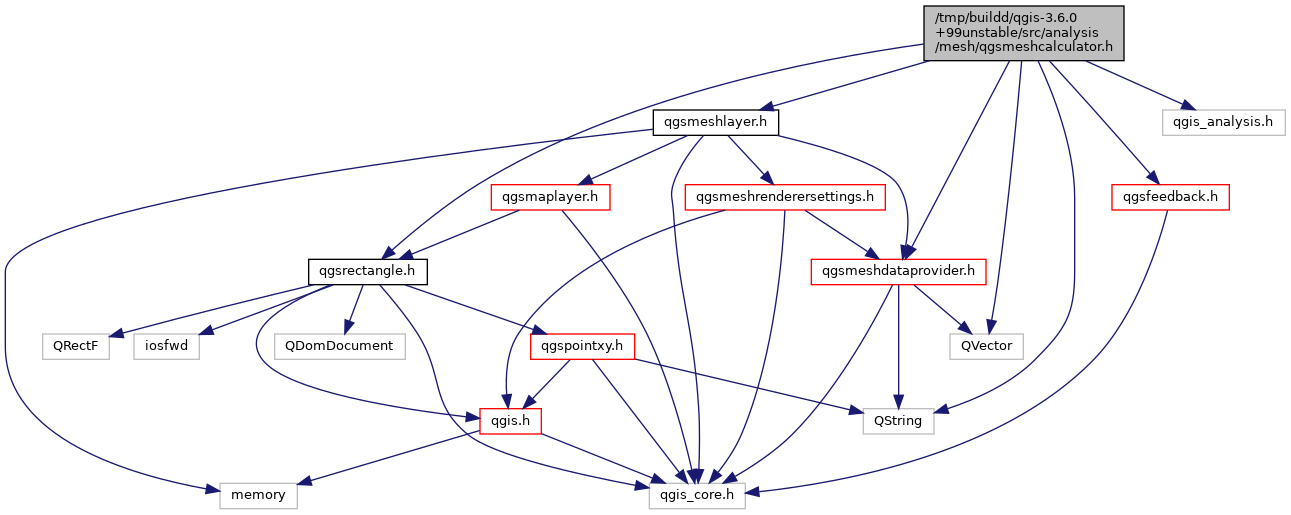 /tmp/buildd/qgis-3.6.0
+99unstable/src/analysis
/mesh/qgsmeshcalculator.h
qgsmeshlayer.h
qgis_analysis.h
qgsmaplayer.h
qgsmeshrenderersettings.h
qgsfeedback.h
qgsrectangle.h
qgsmeshdataprovider.h
QRectF
iosfwd
QDomDocument
qgspointxy.h
QVector
qgis.h
QString
memory
qgis_core.h